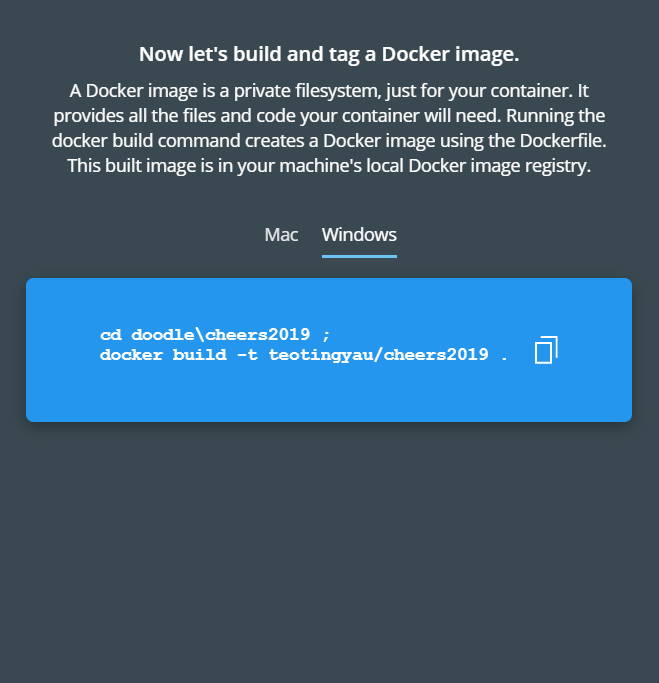 Now let's build and tag a Docker image.
A Docker image is a private filesystem, just for your container. It
provides all the files and code your container will need. Running the
docker build command creates a Docker image using the Dockerfile.
This built image is in your machine's local Docker image registry.
Mac Windows
cd doodle\cheers2019 ;
docker build -t teotingyau/cheers2019 .